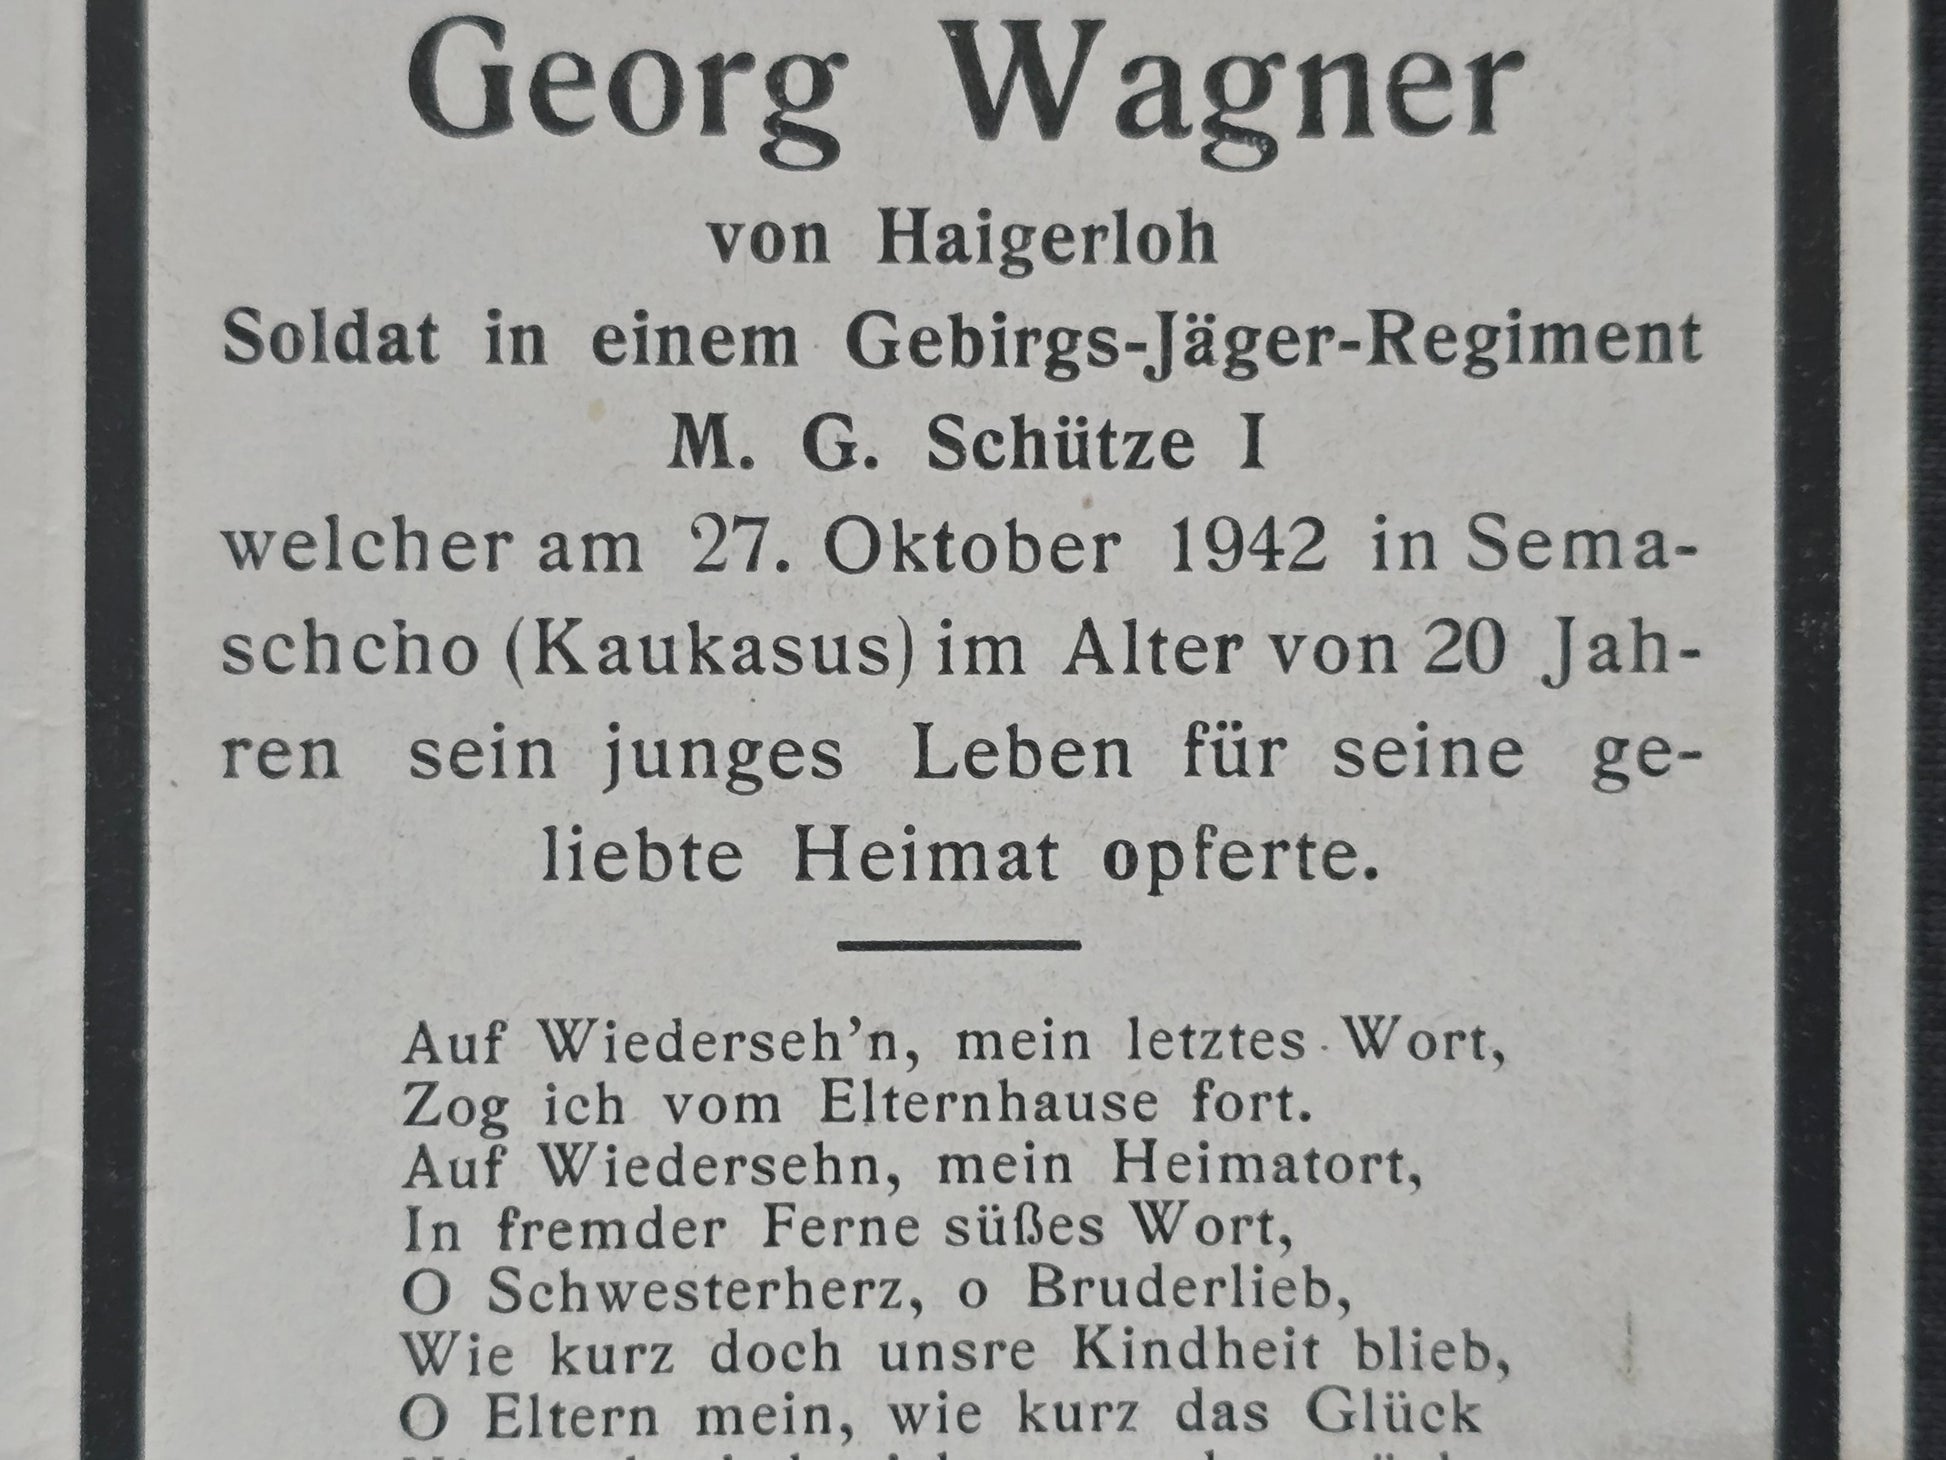 Georg Wagner
von Haigerloh
Soldat in einem Gebirgs-Jäger-Regiment
M. G. Schütze I
welcher am 27. Oktober 1942 in Sema-
schcho (Kaukasus) im Alter von 20 Jah-
ren sein junges Leben für seine ge-
liebte Heimat opferte.
Auf Wiederseh’n, mein letztes Wort,
Zog ich vom Elternhause fort.
Auf Wiedersehn, mein Heimatort,
In fremder Ferne süßes Wort,
O Schwesterherz, o Bruderlieb,
Wie kurz doch unsre Kindheit blieb,
O Eltern mein, wie kurz das Glück